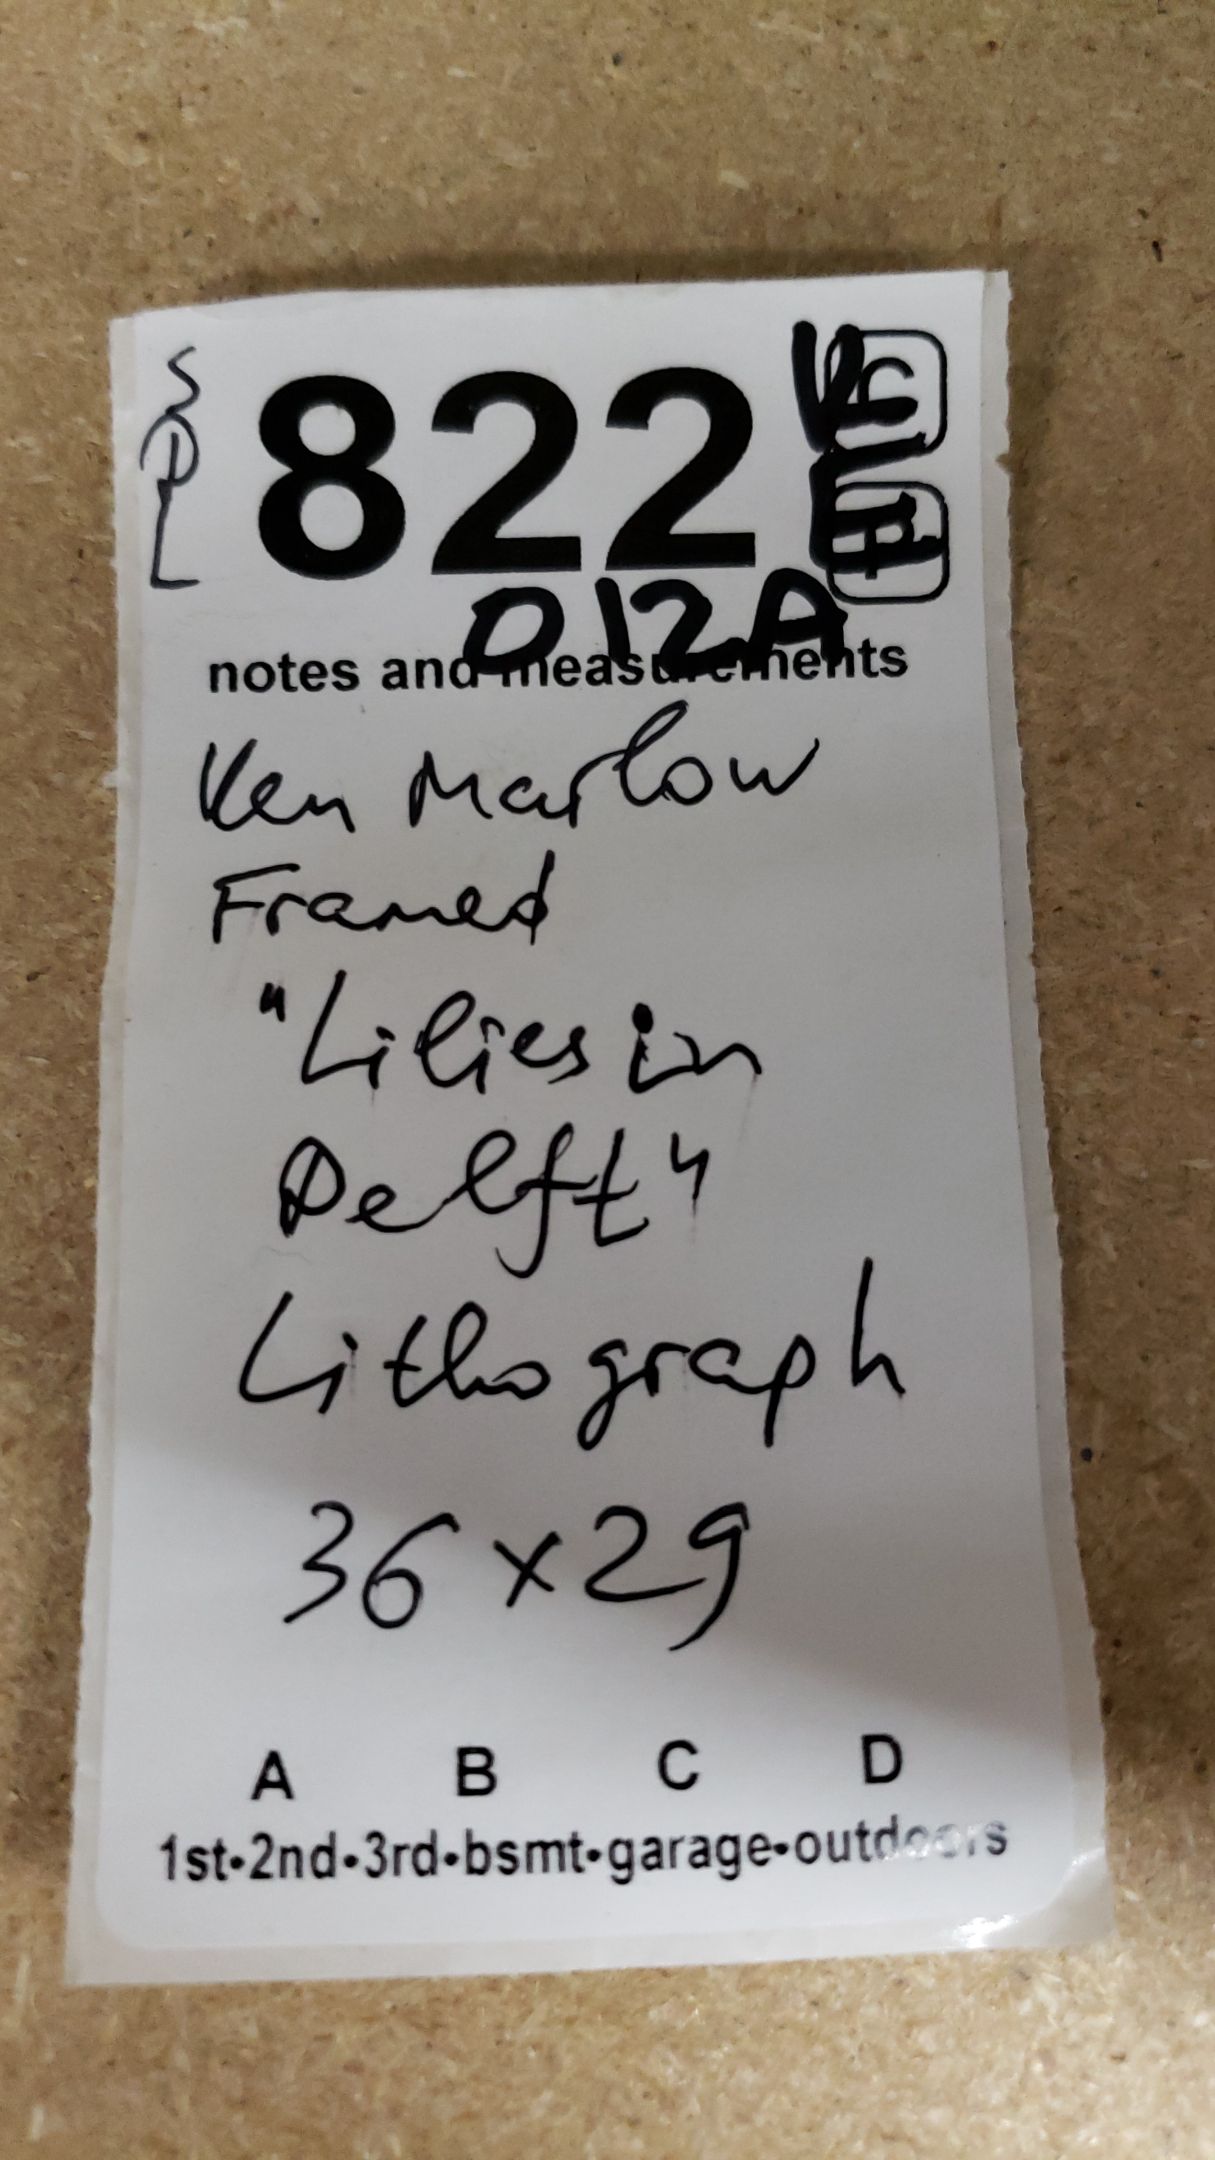 822
012A
notes and measurements
Ken Marlow
Framed
"Lilies in
Delft"
Lithograph
36 x 29
A B C D
1st•2nd•3rd•bsmt•garage•outdoors